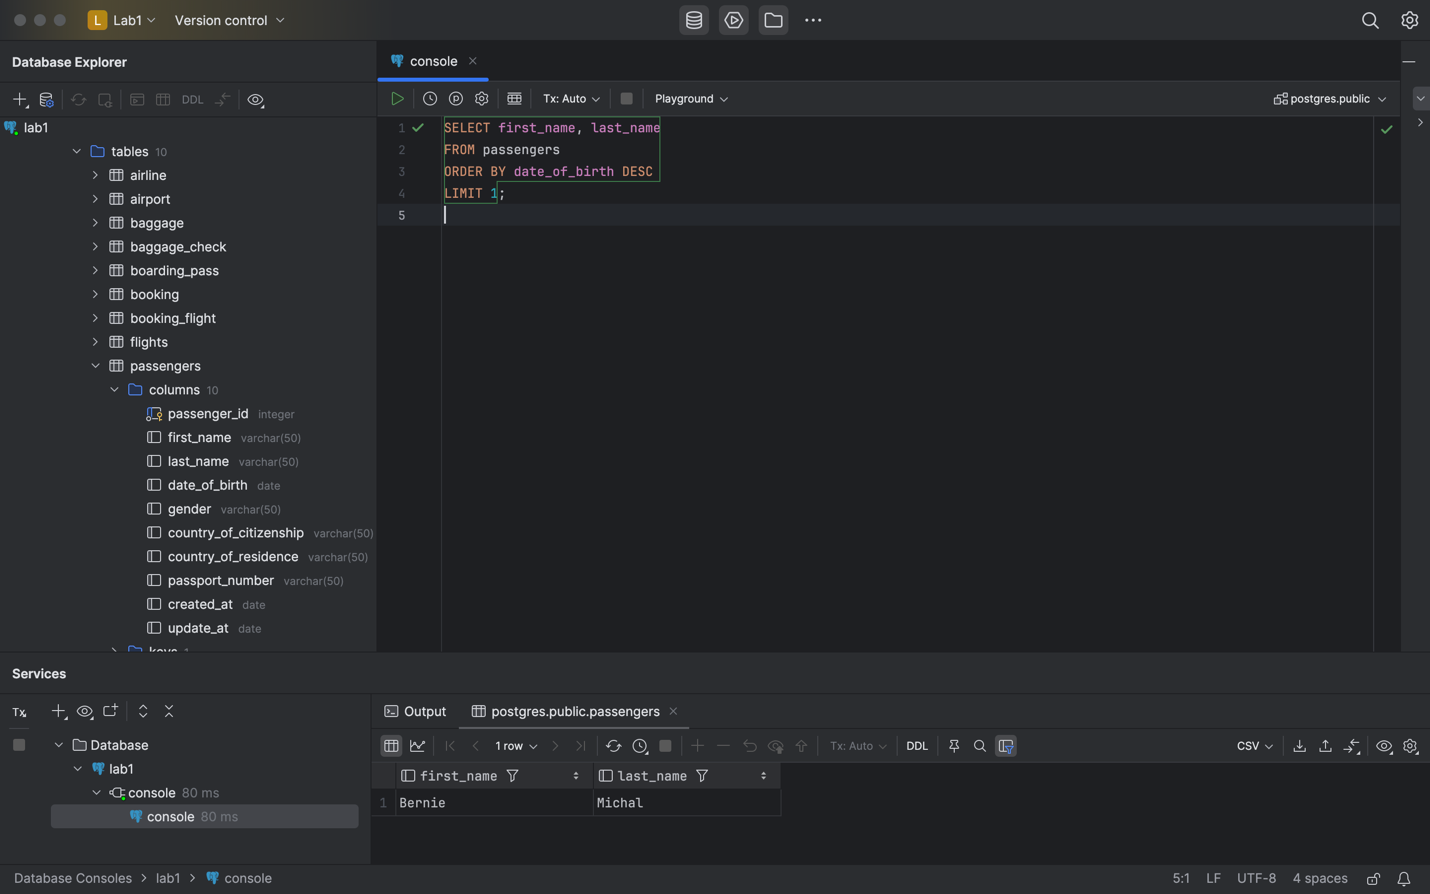 L Lab1 Version control
Database Explorer
DDL
lab1
tables 10
airline
airport
baggage
baggage_check
boarding_pass
booking
booking_flight
flights
passengers
columns 10
passenger_id integer
first_name varchar(50)
last_name varchar(50)
date_of_birth date
gender varchar(50)
country_of_citizenship varchar(50)
country_of_residence varchar(50)
passport_number varchar(50)
created_at date
update_at date
keys 1
console
Tx: Auto Playground postgres.public
1 SELECT first_name, last_name
2 FROM passengers
3 ORDER BY date_of_birth DESC
4 LIMIT 1;
5
Services
Tx
Database
lab1
console 80 ms
console 80 ms
Output postgres.public.passengers
1 row Tx: Auto DDL CSV
first_name last_name
1 Bernie Michal
Database Consoles > lab1 > console
5:1 LF UTF-8 4 spaces